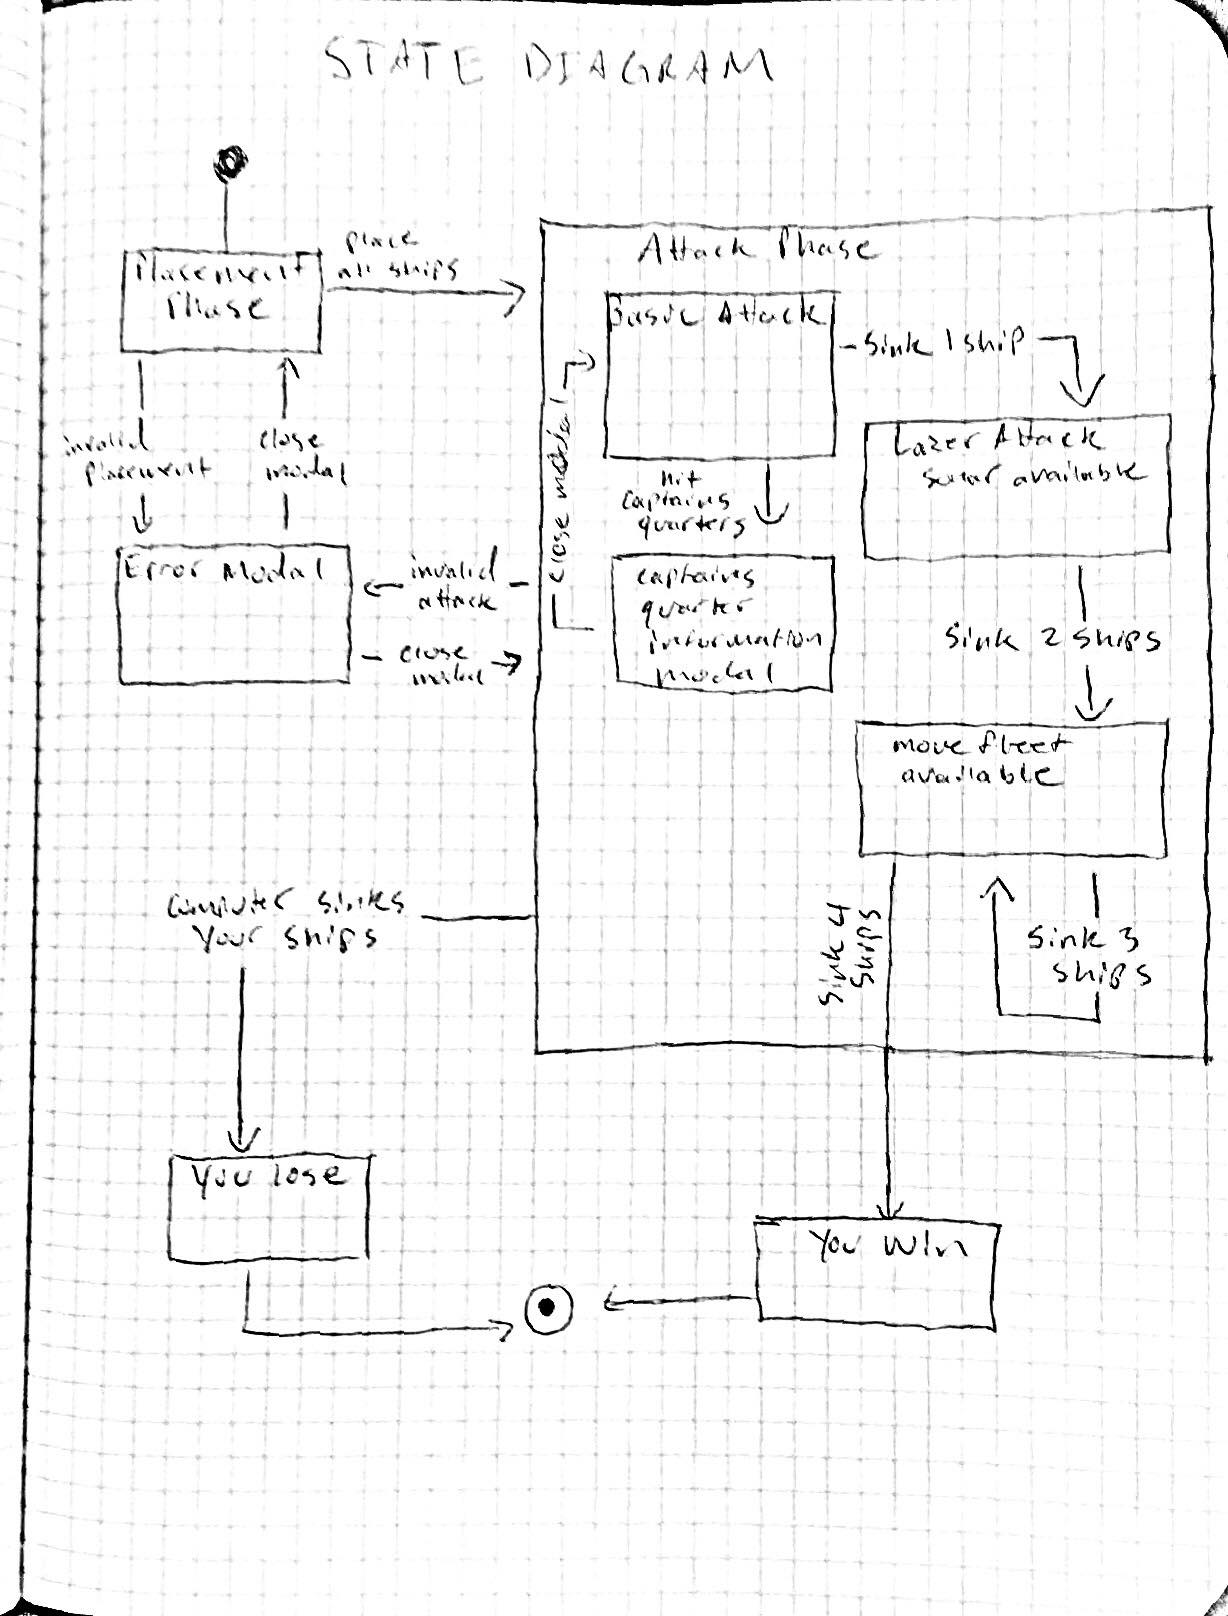 STATE DIAGRAM
Placement
Phase
place
all ships
invalid
placement
close
modal
Error Modal
invalid
attack
close
modal
Attack Phase
Basic Attack
sink 1 ship
close modal
hit
captains
quarters
captains
quarter
information
modal
Lazer Attack
sonar available
Sink 2 ships
move fleet
available
Sink 4
ships
Sink 3
ships
computer sinks
your ships
You lose
You Win